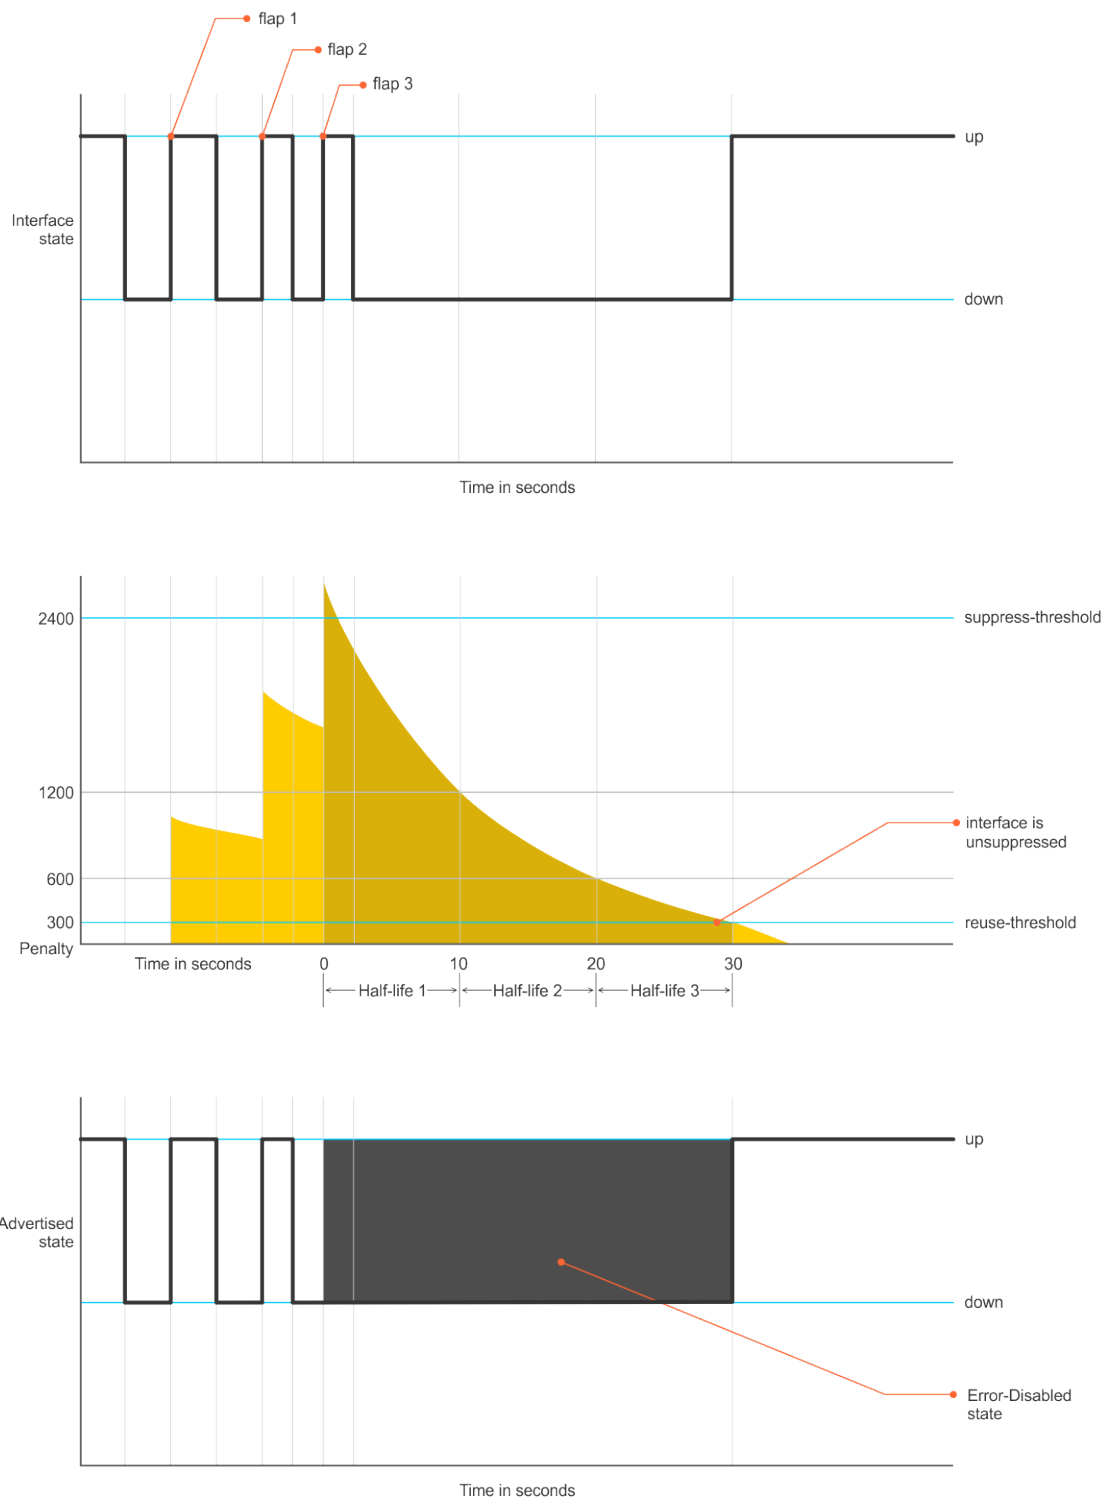 flap 1
flap 2
flap 3
up
Interface
state
down
Time in seconds
2400
suppress-threshold
1200
interface is
unsuppressed
600
300
reuse-threshold
Penalty
Time in seconds
0
10
20
30
Half-life 1
Half-life 2
Half-life 3
up
Advertised
state
down
Error-Disabled
state
Time in seconds